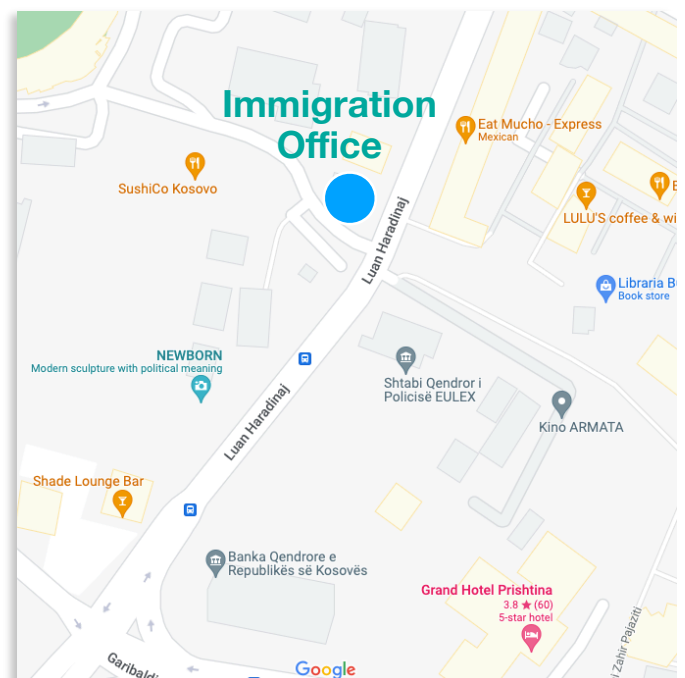 Immigration
Office
Eat Mucho - Express
Mexican
SushiCo Kosovo
LULU'S coffee & wi
Luan Haradinaj
Libraria B
Book store
NEWBORN
Modern sculpture with political meaning
Shtabi Qendror i
Policisë EULEX
Luan Haradinaj
Kino ARMATA
Shade Lounge Bar
Banka Qendrore e
Republikës së Kosovës
Grand Hotel Prishtina
3.8 ★ (60)
5-star hotel
Zahir Pajaziti
Garibaldi
Google